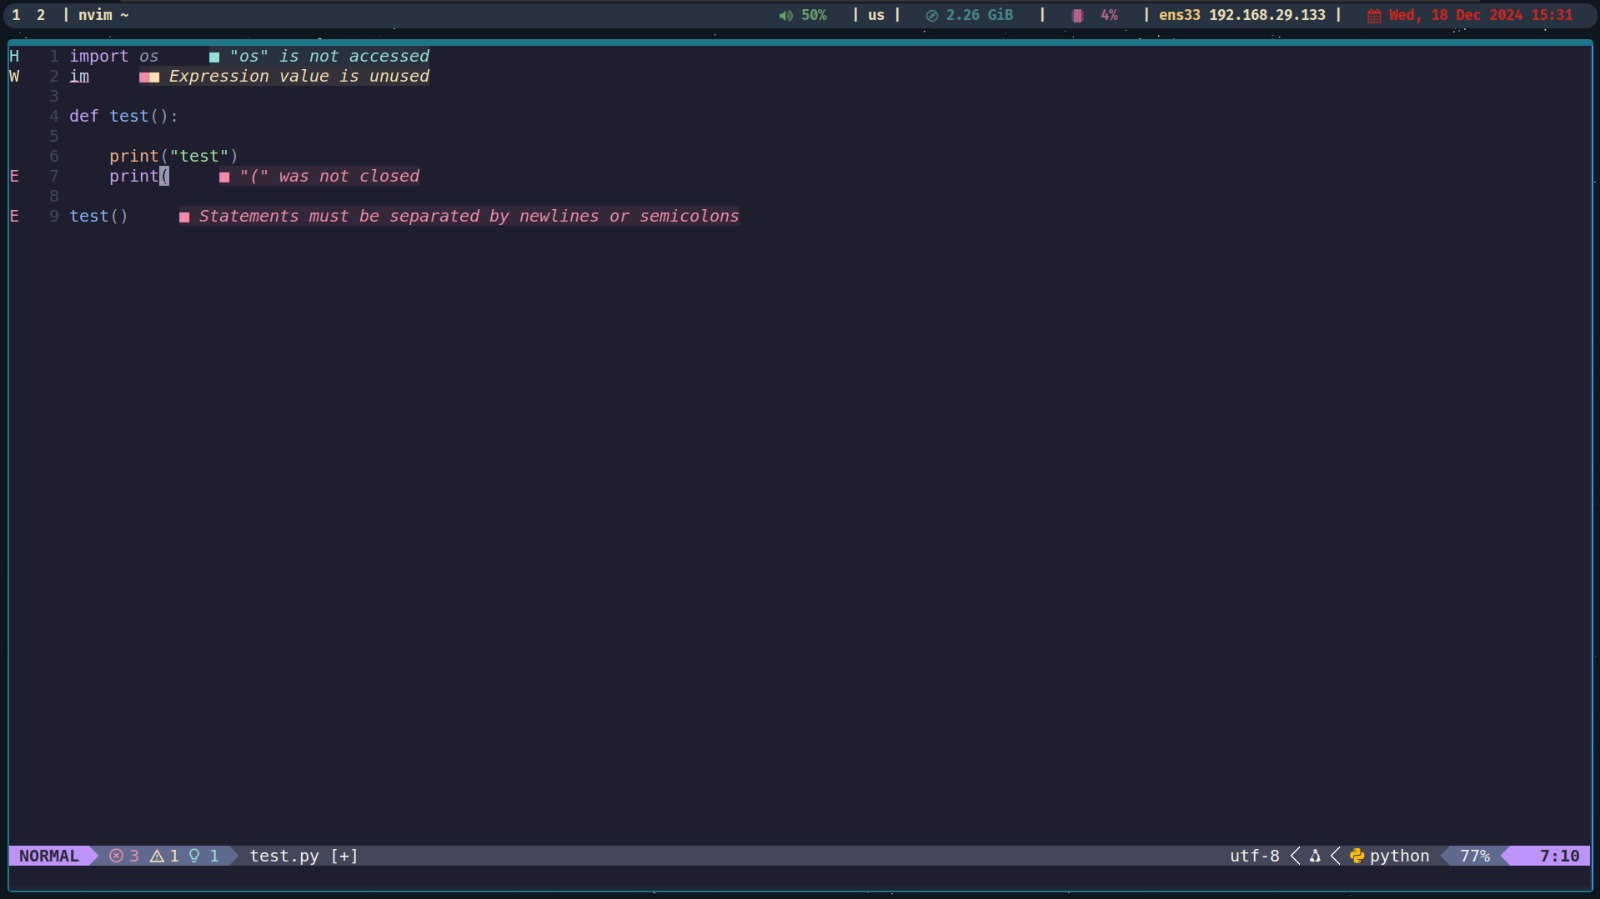 1 2 | nvim ~ 50% | us | 2.26 GiB | 4% | ens33 192.168.29.133 | Wed, 18 Dec 2024 15:31
H 1 import os ■ "os" is not accessed
W 2 im ■■ Expression value is unused
3
4 def test():
5
6 print("test")
E 7 print( ■ "(" was not closed
8
E 9 test() ■ Statements must be separated by newlines or semicolons
NORMAL 3 1 1 test.py [+] utf-8 python 77% 7:10